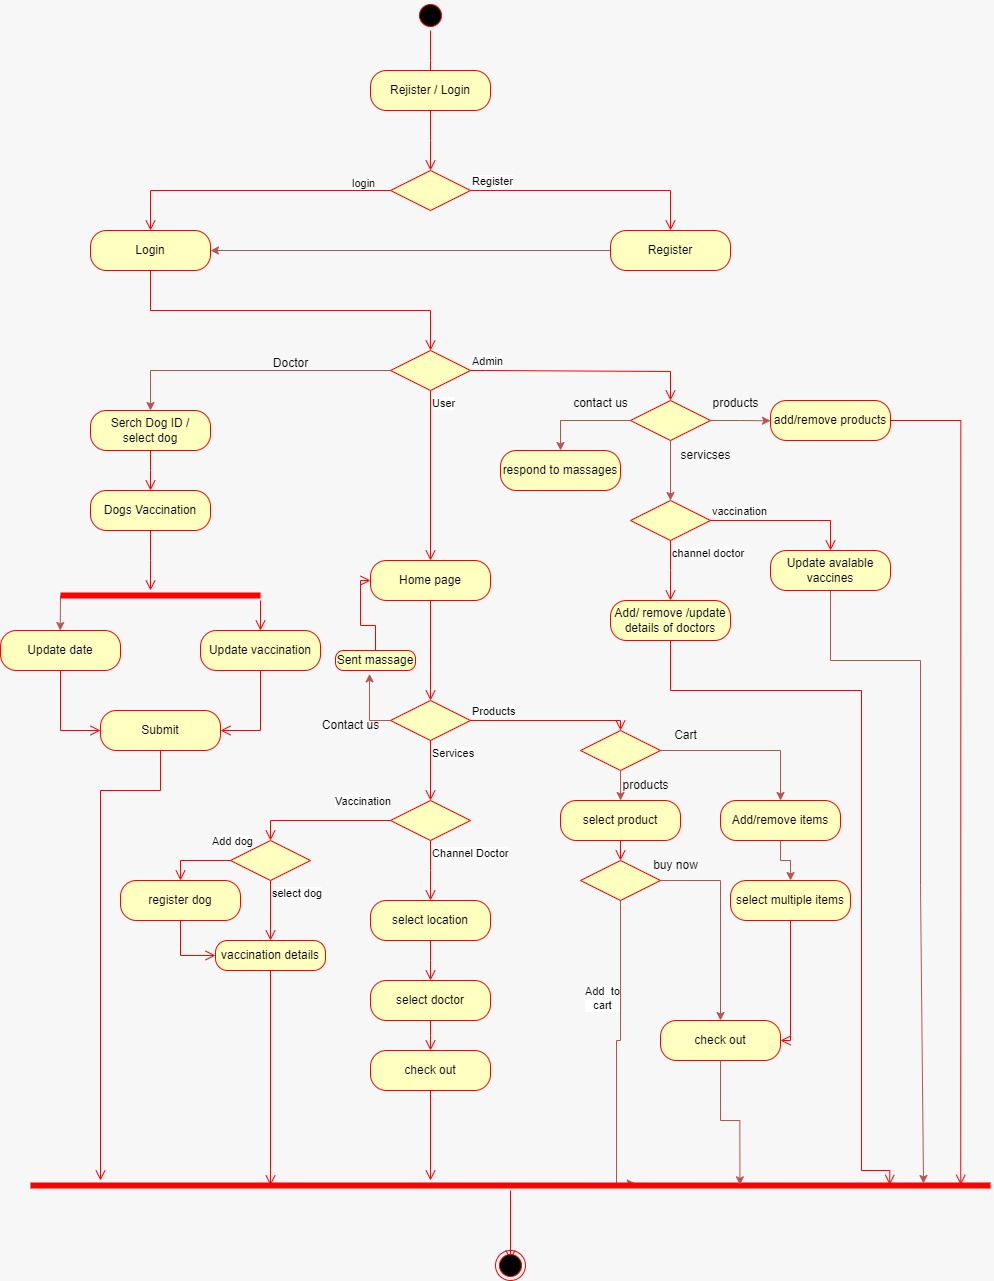 Rejister / Login
login
Register
Login
Register
Doctor
Admin
User
Serch Dog ID /
select dog
contact us
products
add/remove products
servicses
respond to massages
Dogs Vaccination
vaccination
channel doctor
Update avalable
vaccines
Home page
Add/ remove /update
details of doctors
Update date
Update vaccination
Sent massage
Submit
Contact us
Products
Services
Cart
products
Vaccination
select product
Add/remove items
Add dog
Channel Doctor
buy now
select dog
register dog
select location
select multiple items
vaccination details
select doctor
Add to
cart
check out
check out